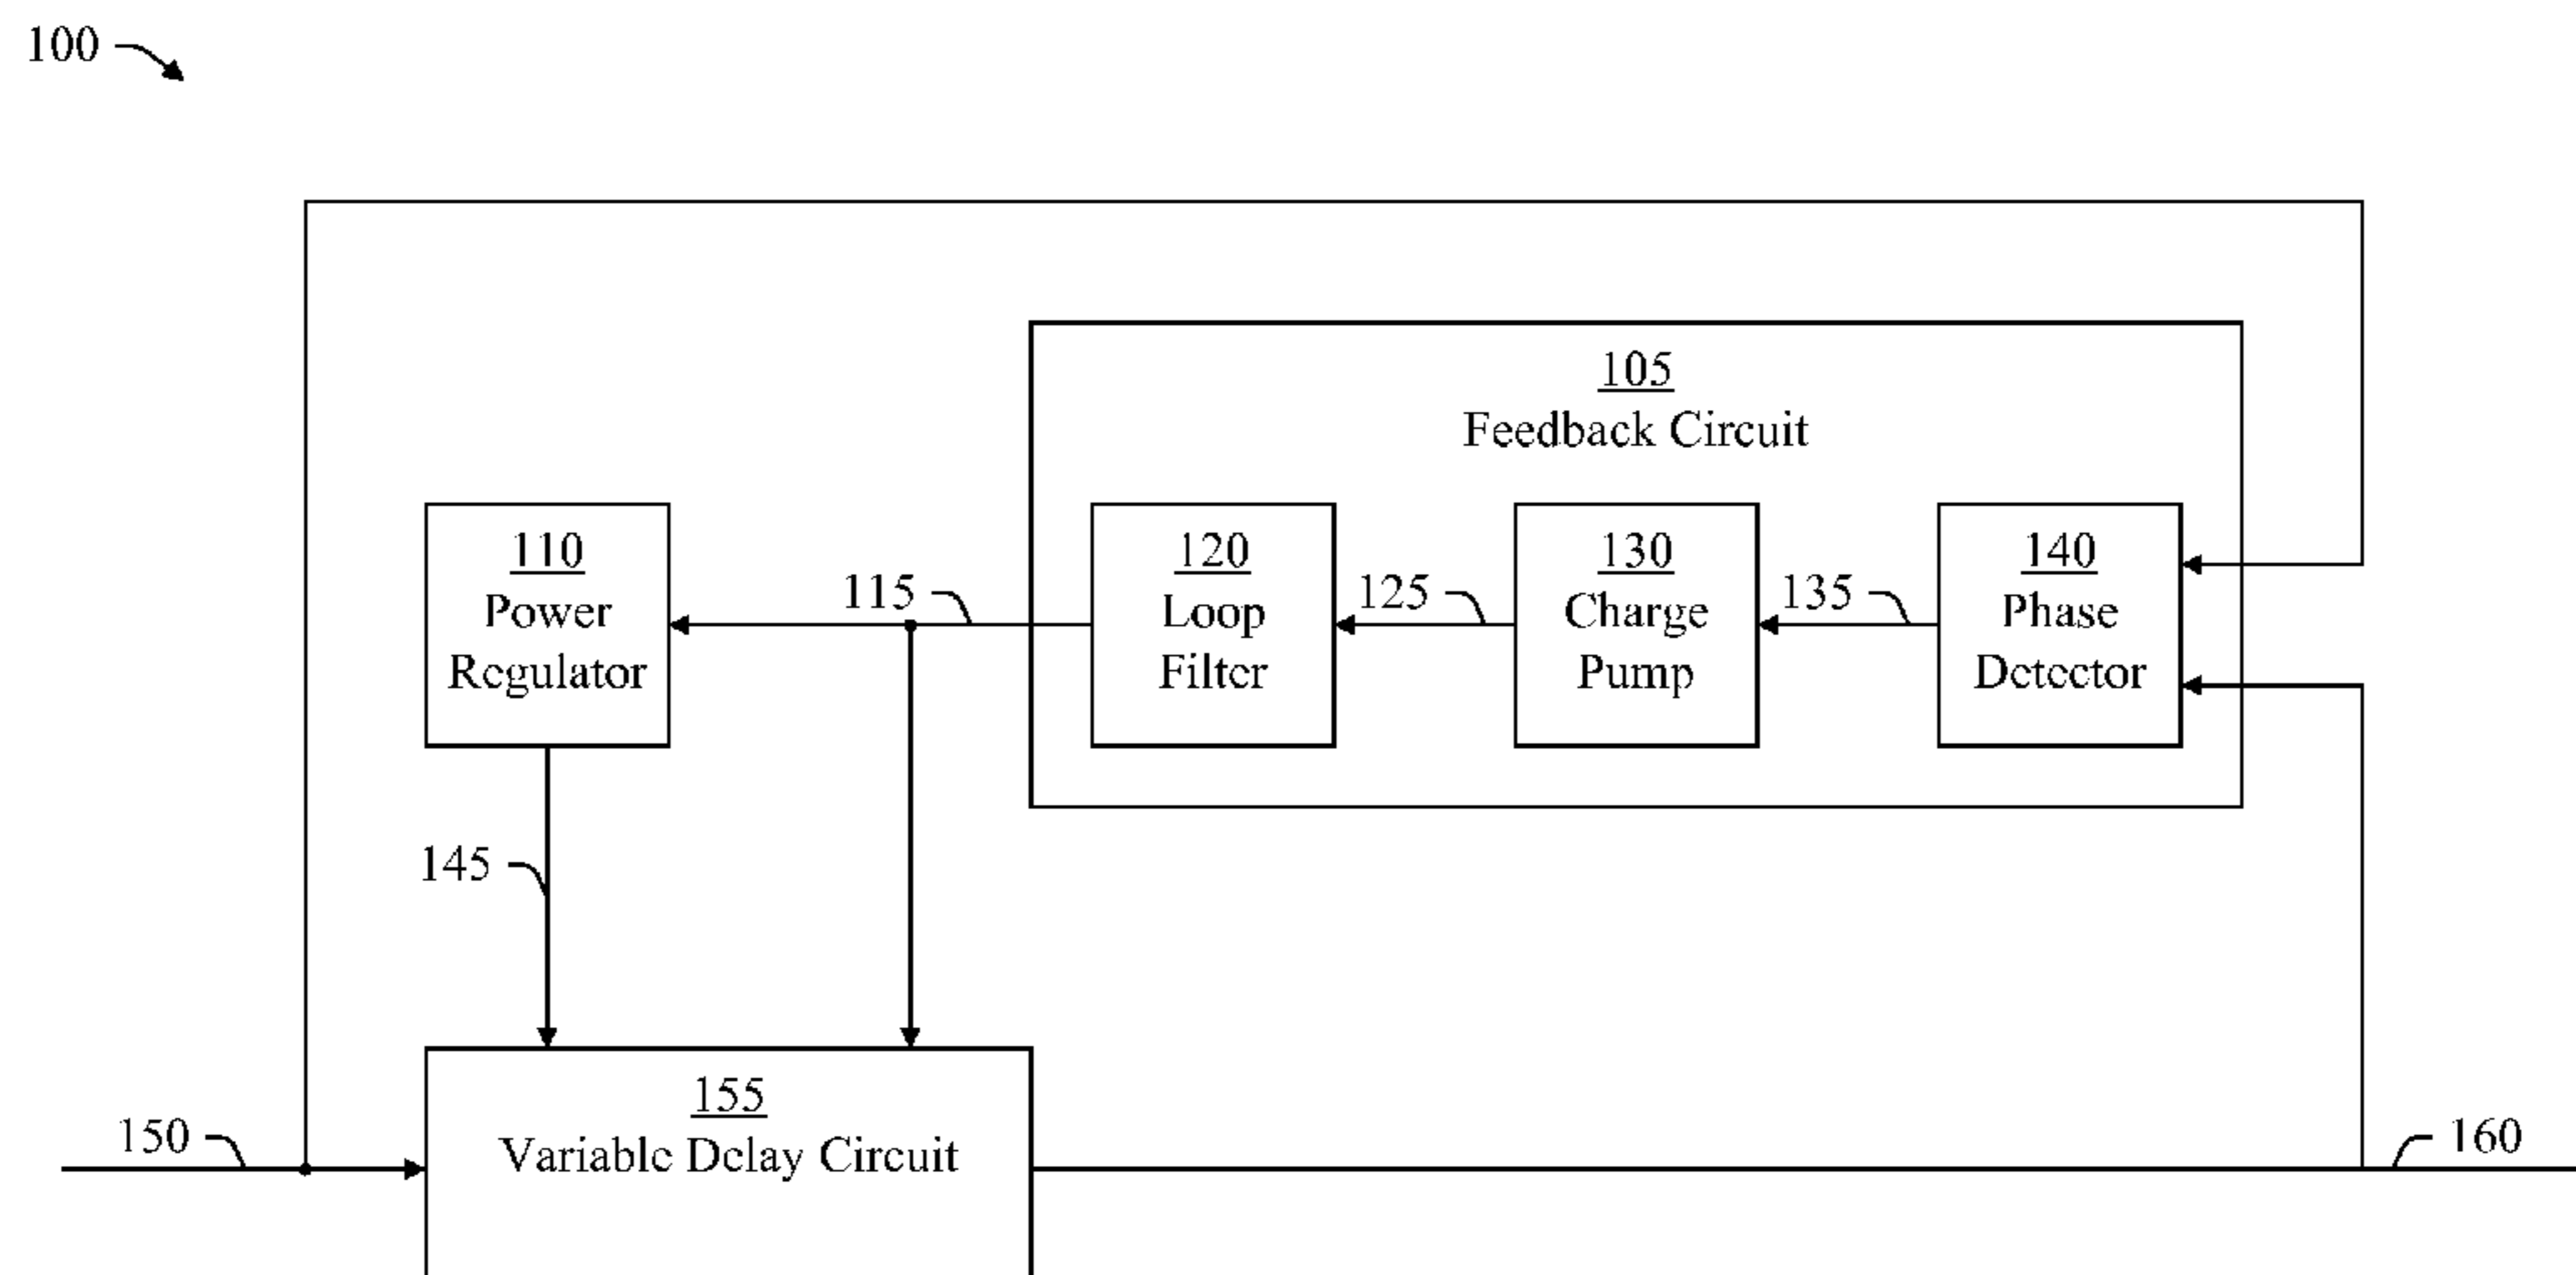 100
105
Feedback Circuit
110
Power
Regulator
115
120
Loop
Filter
125
130
Charge
Pump
135
140
Phase
Detector
145
150
155
Variable Delay Circuit
160